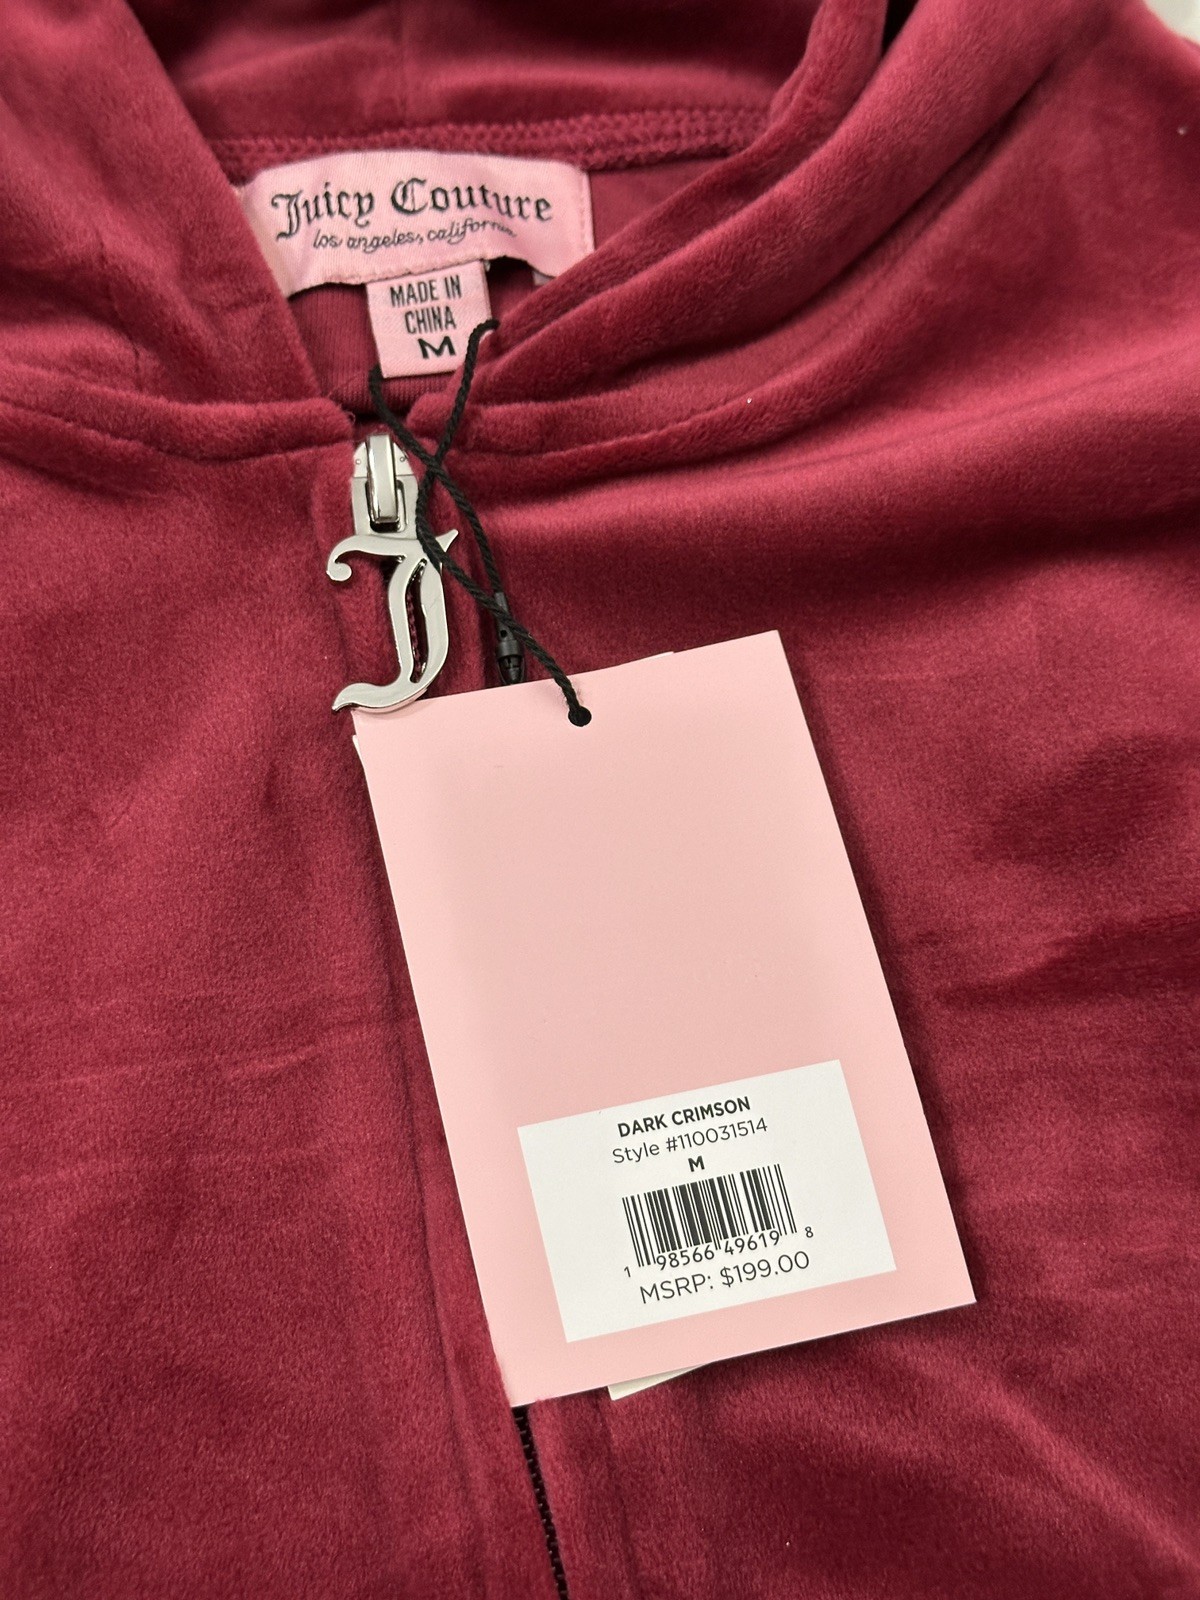 Juicy Couture
los angeles, california
MADE IN
CHINA
M
DARK CRIMSON
Style #110031514
M
1 98566 49619 8
MSRP: $199.00